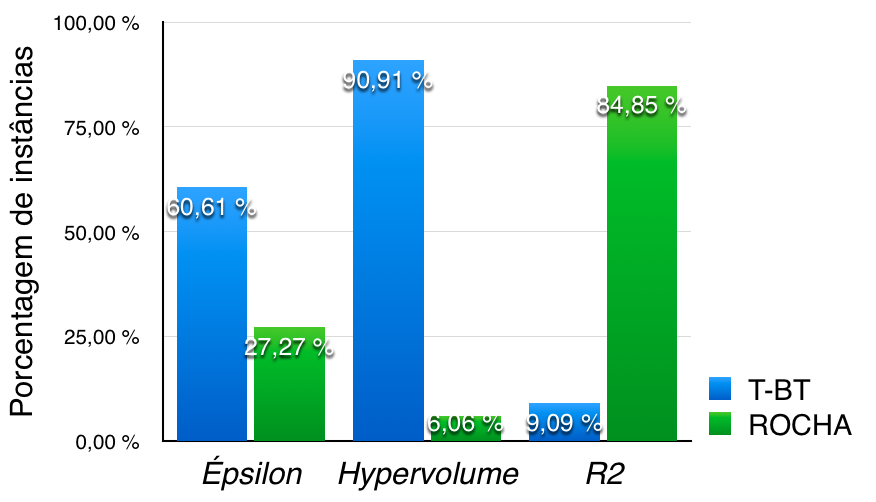 100,00 %
75,00 %
50,00 %
25,00 %
0,00 %
Porcentagem de instâncias
60,61 %
27,27 %
90,91 %
6,06 %
9,09 %
84,85 %
Épsilon
Hypervolume
R2
T-BT
ROCHA